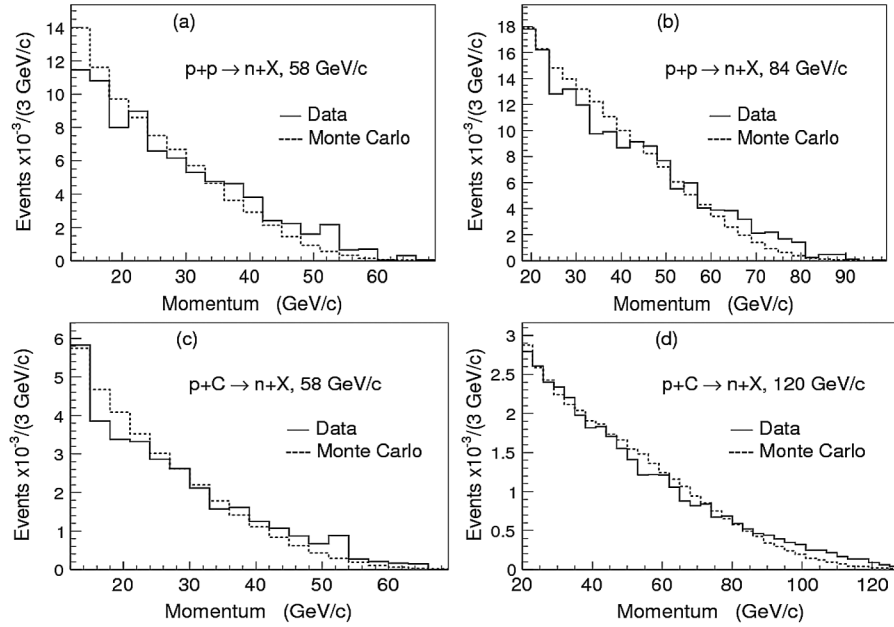 (a)
p+p → n+X, 58 GeV/c
Data
Monte Carlo
Events x10⁻³/(3 GeV/c)
14
12
10
8
6
4
2
0
20 30 40 50 60
Momentum (GeV/c)
(b)
p+p → n+X, 84 GeV/c
Data
Monte Carlo
Events x10⁻³/(3 GeV/c)
18
16
14
12
10
8
6
4
2
0
20 30 40 50 60 70 80 90
Momentum (GeV/c)
(c)
p+C → n+X, 58 GeV/c
Data
Monte Carlo
Events x10⁻³/(3 GeV/c)
6
5
4
3
2
1
0
20 30 40 50 60
Momentum (GeV/c)
(d)
p+C → n+X, 120 GeV/c
Data
Monte Carlo
Events x10⁻³/(3 GeV/c)
3
2.5
2
1.5
1
0.5
0
20 40 60 80 100 120
Momentum (GeV/c)